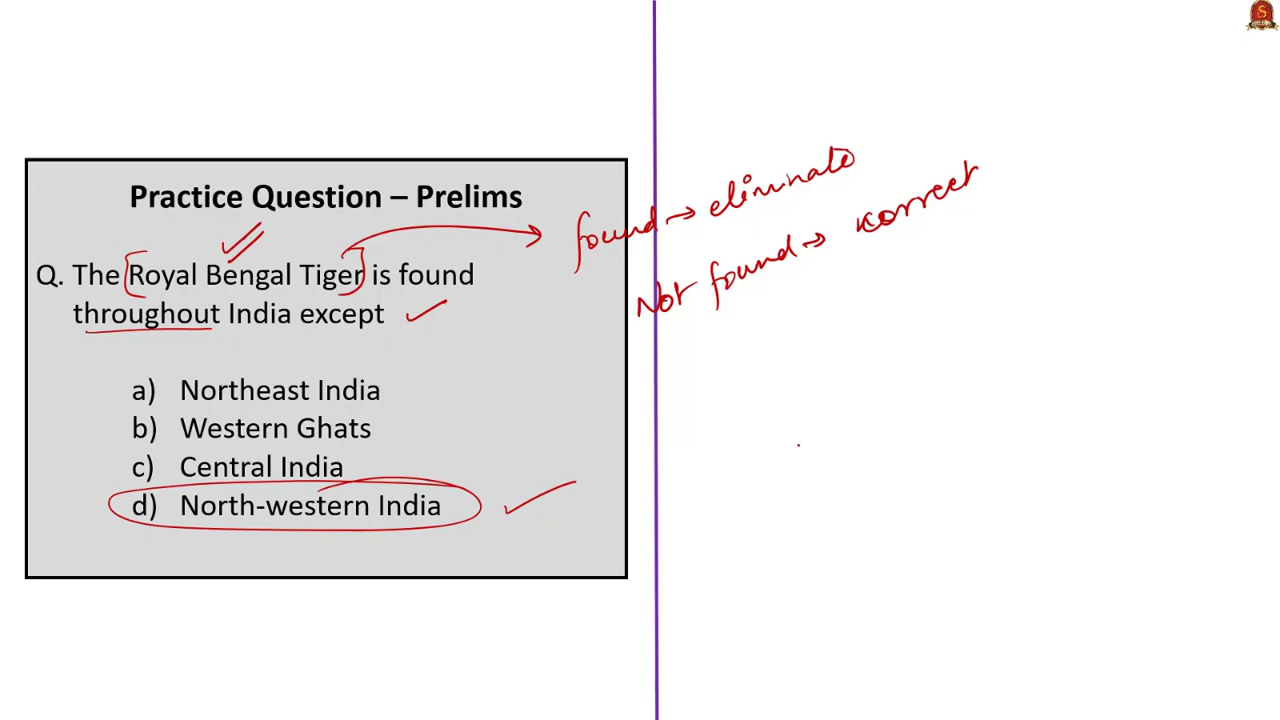 Practice Question – Prelims
Q. The Royal Bengal Tiger is found
throughout India except
a) Northeast India
b) Western Ghats
c) Central India
d) North-western India
found → eliminate
Not found → correct